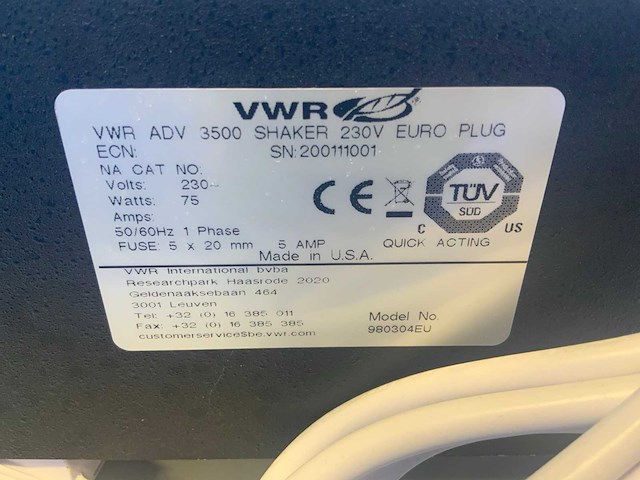 VWR
VWR ADV 3500 SHAKER 230V EURO PLUG
ECN: SN:200111001
NA CAT NO:
Volts: 230~
Watts: 75
Amps:
50/60Hz 1 Phase
FUSE: 5 x 20 mm 5 AMP QUICK ACTING
Made in U.S.A.
CE
TÜV
SÜD
C US
VWR International bvba
Researchpark Haasrode 2020
Geldenaaksebaan 464
3001 Leuven
Tel: +32 (0) 16 385 011
Fax: +32 (0) 16 385 385
customerservice$be.vwr.com
Model No.
980304EU